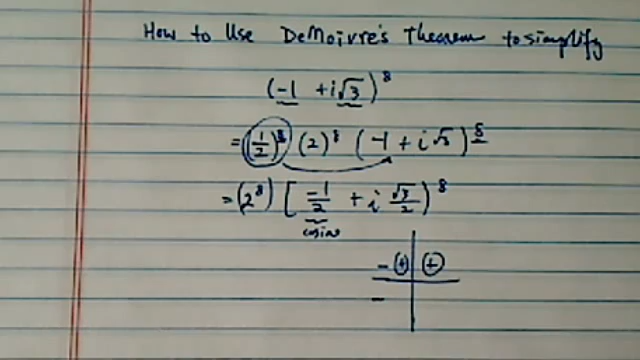 How to Use DeMoivre's Theorem to simplify
(-1 + i√3)^8
= (1/2)^8 (2)^8 (-1 + i√3)^8
= (2^8) [ -1/2 + i √3/2 )^8
cosine
- (+) (+)
-